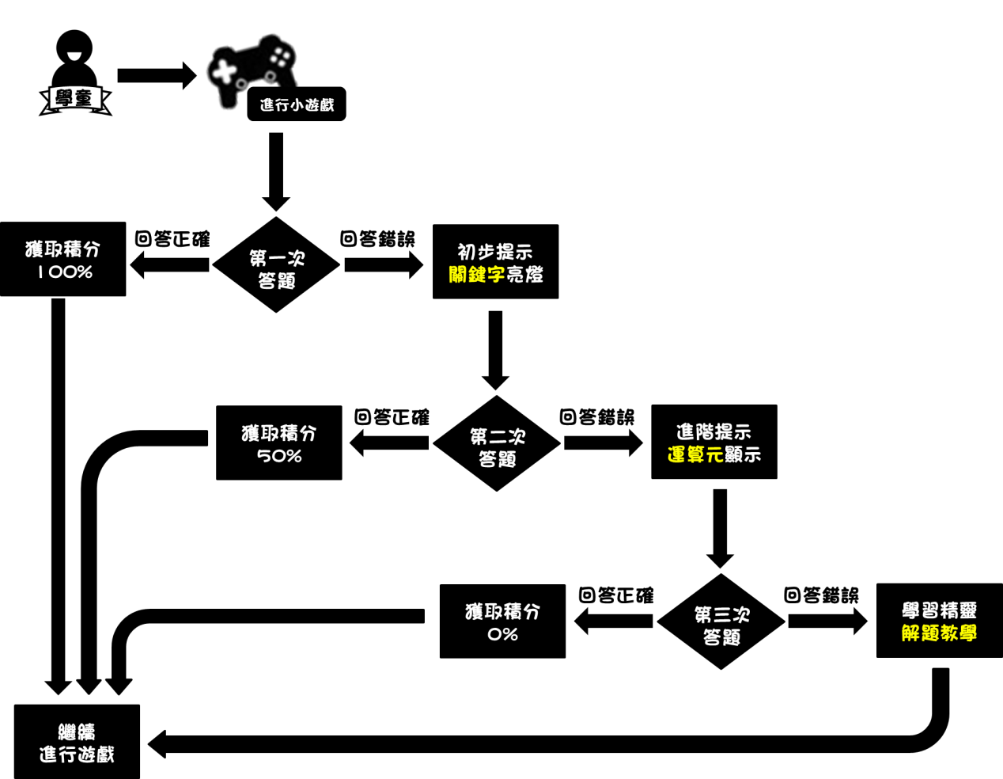 學童
進行小遊戲
回答正確
回答錯誤
獲取積分
100%
第一次
答題
初步提示
關鍵字亮燈
回答正確
回答錯誤
獲取積分
50%
第二次
答題
進階提示
運算元顯示
回答正確
回答錯誤
獲取積分
0%
第三次
答題
學習精靈
解題教學
繼續
進行遊戲